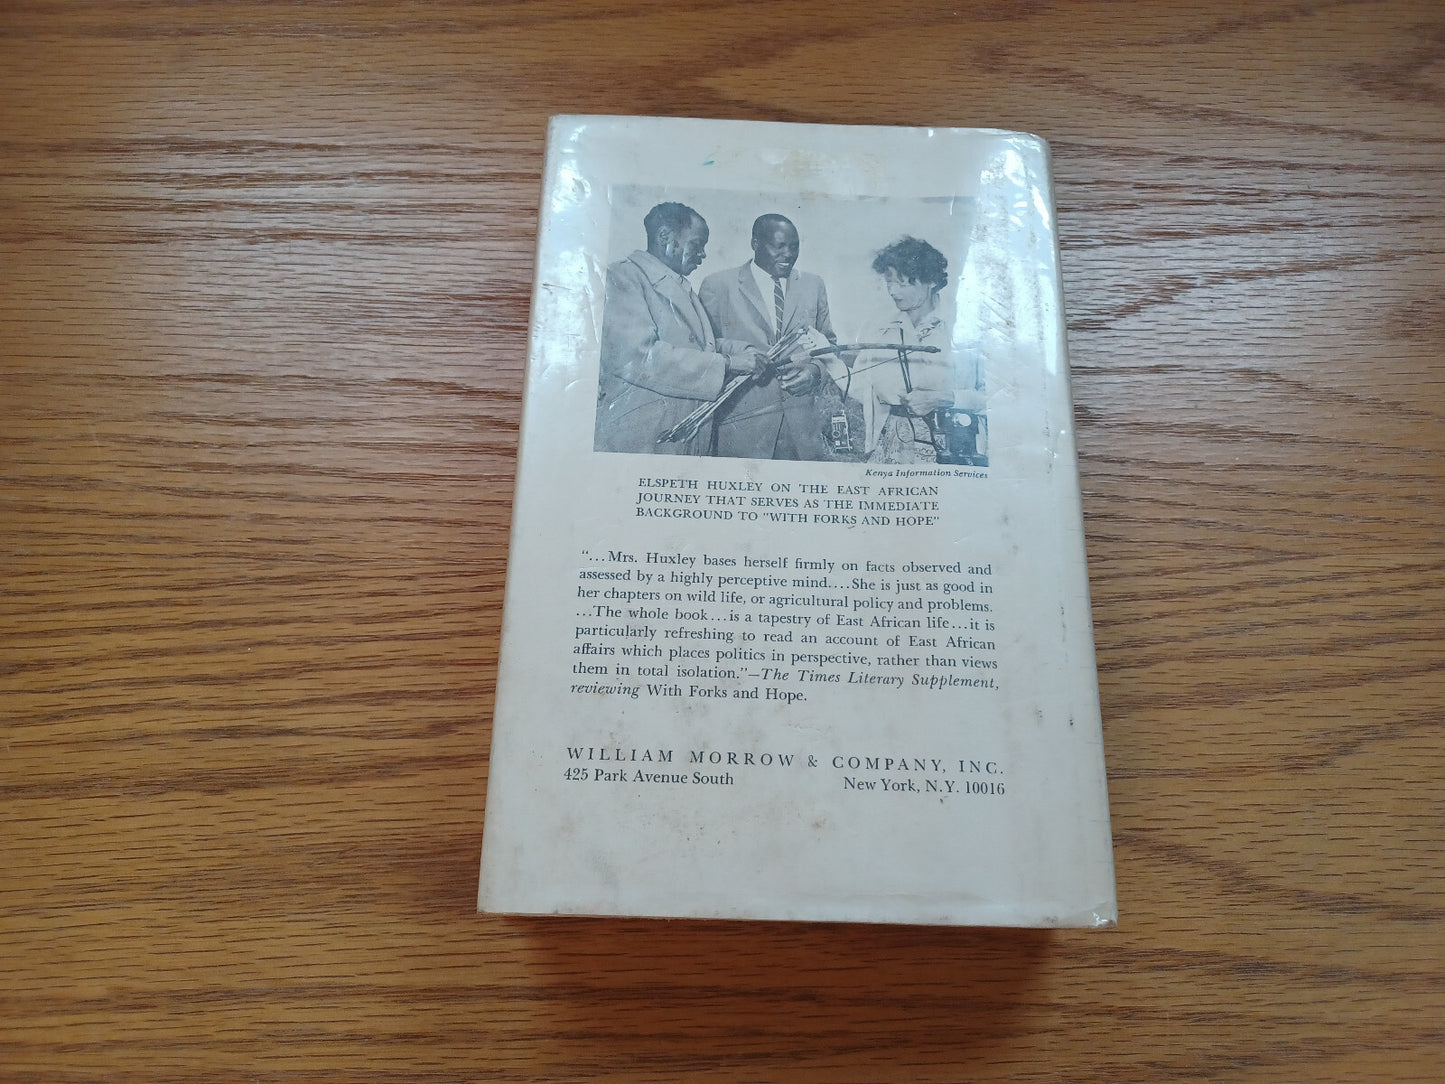 Kenya Information Services
ELSPETH HUXLEY ON THE EAST AFRICAN
JOURNEY THAT SERVES AS THE IMMEDIATE
BACKGROUND TO "WITH FORKS AND HOPE"
“...Mrs. Huxley bases herself firmly on facts observed and
assessed by a highly perceptive mind....She is just as good in
her chapters on wild life, or agricultural policy and problems.
...The whole book...is a tapestry of East African life...it is
particularly refreshing to read an account of East African
affairs which places politics in perspective, rather than views
them in total isolation.”—The Times Literary Supplement,
reviewing With Forks and Hope.
WILLIAM MORROW & COMPANY, INC.
425 Park Avenue South New York, N.Y. 10016